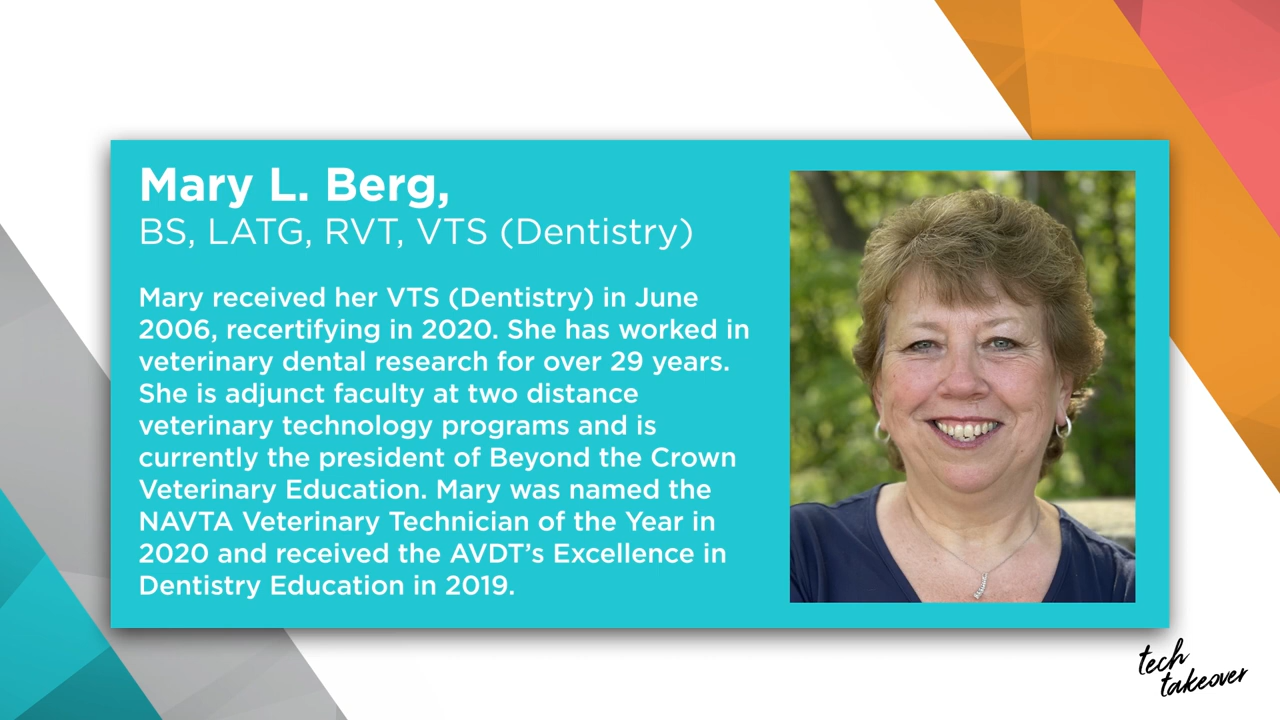 Mary L. Berg,
BS, LATG, RVT, VTS (Dentistry)
Mary received her VTS (Dentistry) in June
2006, recertifying in 2020. She has worked in
veterinary dental research for over 29 years.
She is adjunct faculty at two distance
veterinary technology programs and is
currently the president of Beyond the Crown
Veterinary Education. Mary was named the
NAVTA Veterinary Technician of the Year in
2020 and received the AVDT’s Excellence in
Dentistry Education in 2019.
tech
takeover